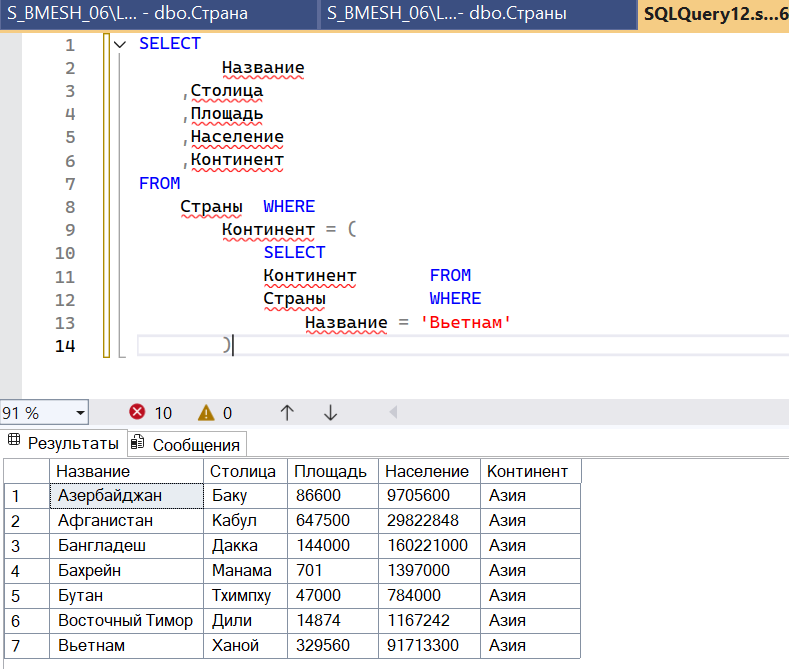 S_BMESH_06\L... - dbo.Страна S_BMESH_06\L...- dbo.Страны SQLQuery12.s...6
1 SELECT
2 Название
3 ,Столица
4 ,Площадь
5 ,Население
6 ,Континент
7 FROM
8 Страны WHERE
9 Континент = (
10 SELECT
11 Континент FROM
12 Страны WHERE
13 Название = 'Вьетнам'
14 )
91 % 10 0
Результаты Сообщения
Название Столица Площадь Население Континент
1 Азербайджан Баку 86600 9705600 Азия
2 Афганистан Кабул 647500 29822848 Азия
3 Бангладеш Дакка 144000 160221000 Азия
4 Бахрейн Манама 701 1397000 Азия
5 Бутан Тхимпху 47000 784000 Азия
6 Восточный Тимор Дили 14874 1167242 Азия
7 Вьетнам Ханой 329560 91713300 Азия